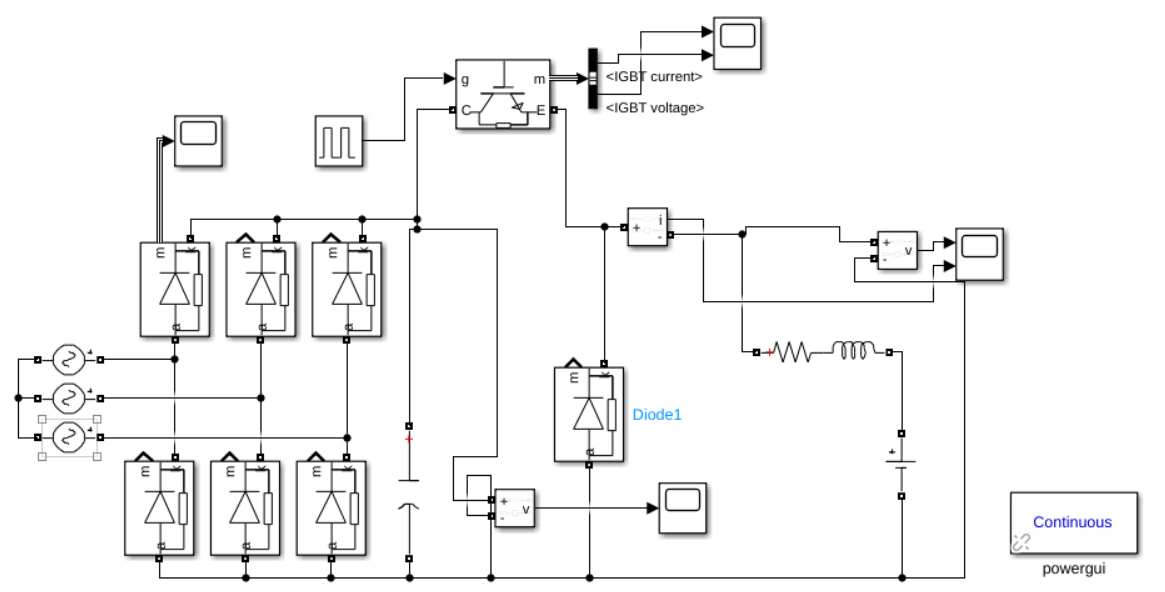 g
m
C
E
<IGBT current>
<IGBT voltage>
m
k
m
k
m
k
i
+
-
+
-
v
a
a
a
+
+
+
+
m
k
Diode1
+
a
+
m
k
m
k
m
k
+
-
v
a
a
a
Continuous
powergui